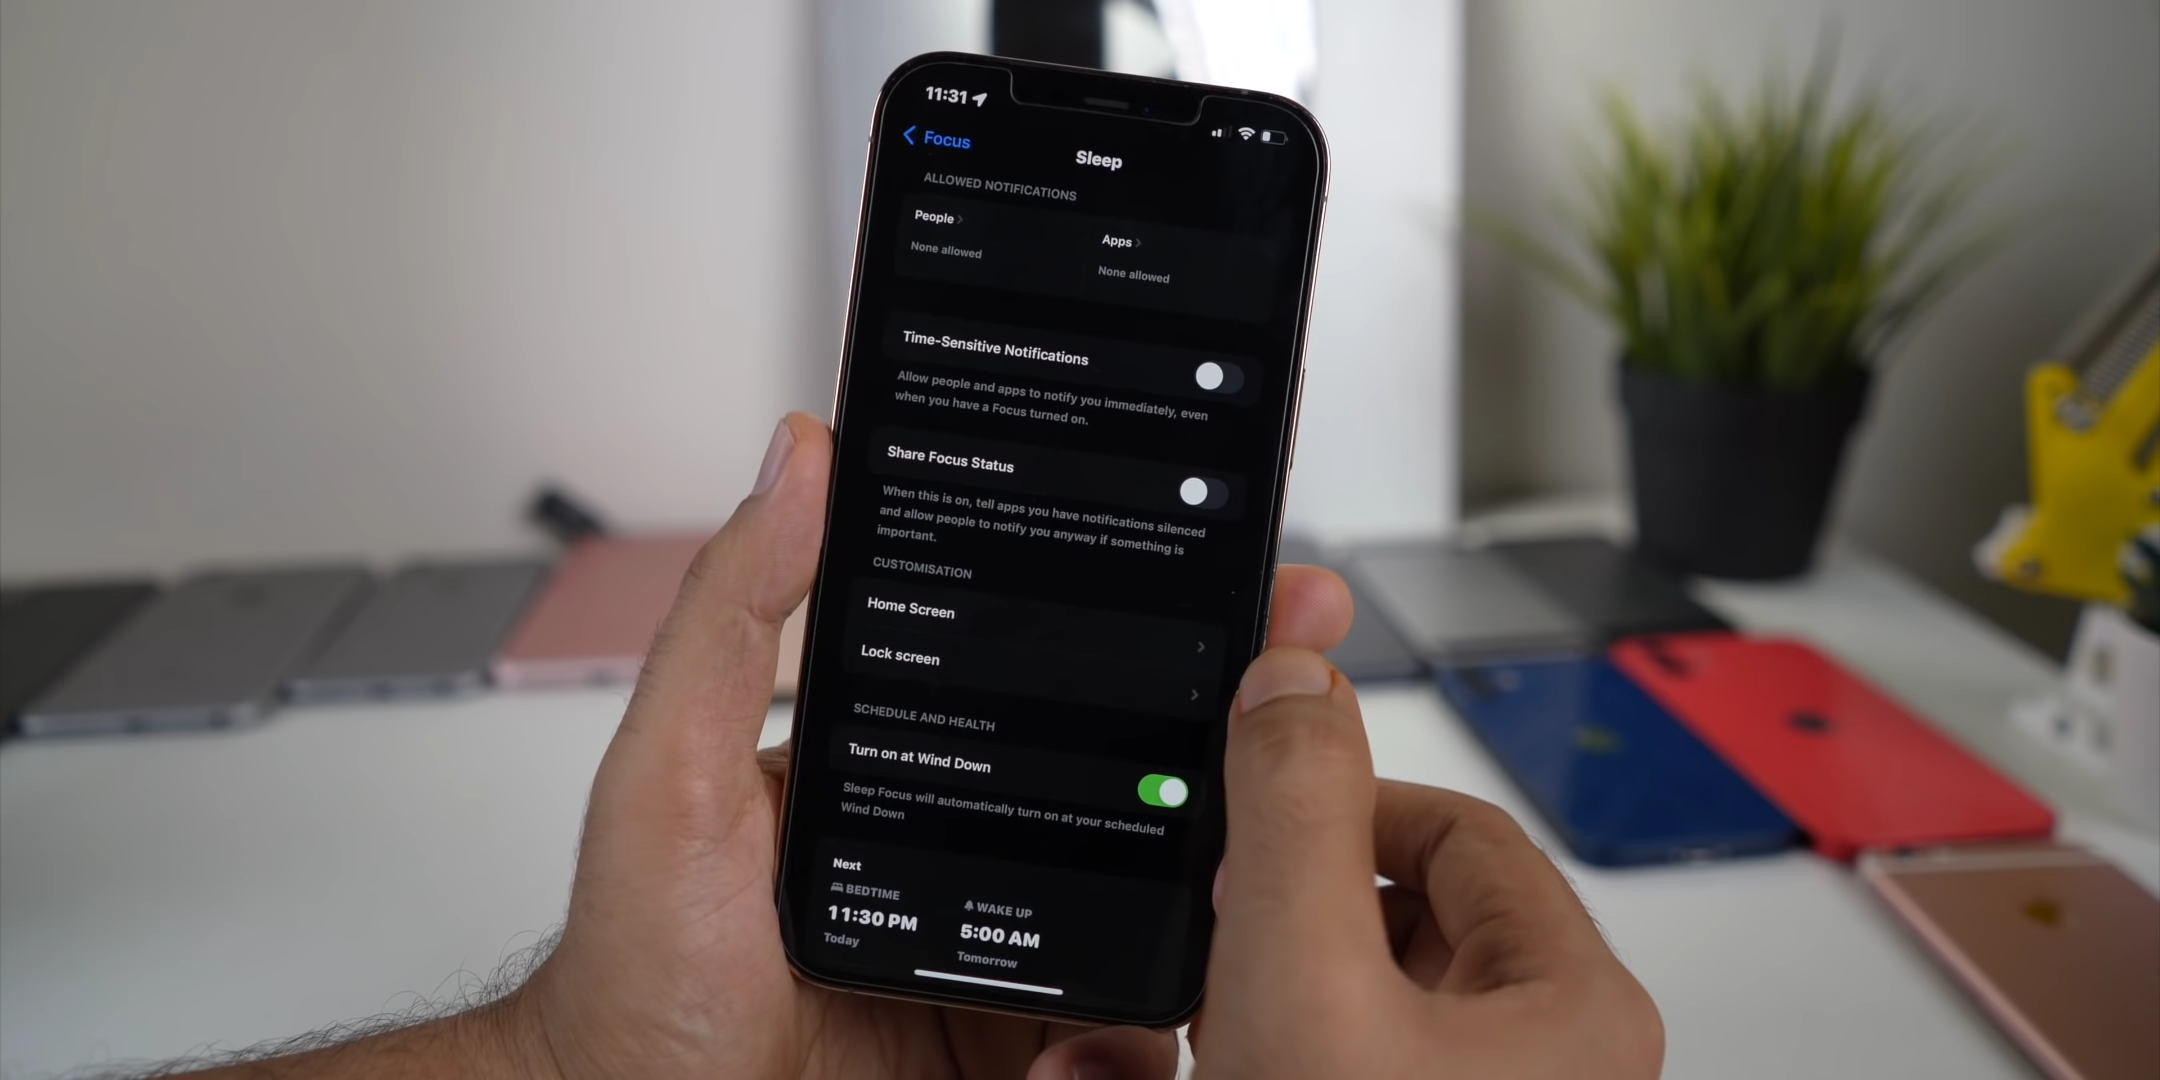 11:31
Focus
Sleep
ALLOWED NOTIFICATIONS
People
None allowed
Apps
None allowed
Time-Sensitive Notifications
Allow people and apps to notify you immediately, even
when you have a Focus turned on.
Share Focus Status
When this is on, tell apps you have notifications silenced
and allow people to notify you anyway if something is
important.
CUSTOMISATION
Home Screen
Lock screen
SCHEDULE AND HEALTH
Turn on at Wind Down
Sleep Focus will automatically turn on at your scheduled
Wind Down
Next
BEDTIME
11:30 PM
Today
WAKE UP
5:00 AM
Tomorrow